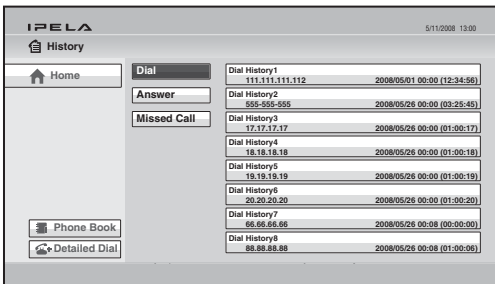 IPELA
5/11/2008 13:00
History
Home
Dial
Answer
Missed Call
Dial History1
111.111.111.112 2008/05/01 00:00 (12:34:56)
Dial History2
555-555-555 2008/05/26 00:00 (03:25:45)
Dial History3
17.17.17.17 2008/05/26 00:00 (01:00:17)
Dial History4
18.18.18.18 2008/05/26 00:00 (01:00:18)
Dial History5
19.19.19.19 2008/05/26 00:00 (01:00:19)
Dial History6
20.20.20.20 2008/05/26 00:00 (01:00:20)
Dial History7
66.66.66.66 2008/05/26 00:08 (00:00:00)
Dial History8
88.88.88.88 2008/05/26 00:08 (01:00:06)
Phone Book
Detailed Dial